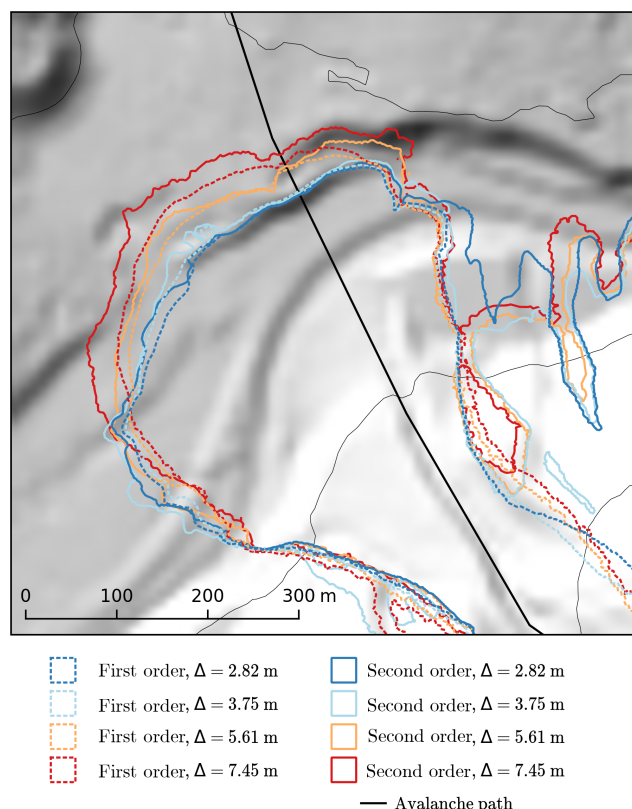 0 100 200 300 m
First order, Δ = 2.82 m Second order, Δ = 2.82 m
First order, Δ = 3.75 m Second order, Δ = 3.75 m
First order, Δ = 5.61 m Second order, Δ = 5.61 m
First order, Δ = 7.45 m Second order, Δ = 7.45 m
Avalanche path